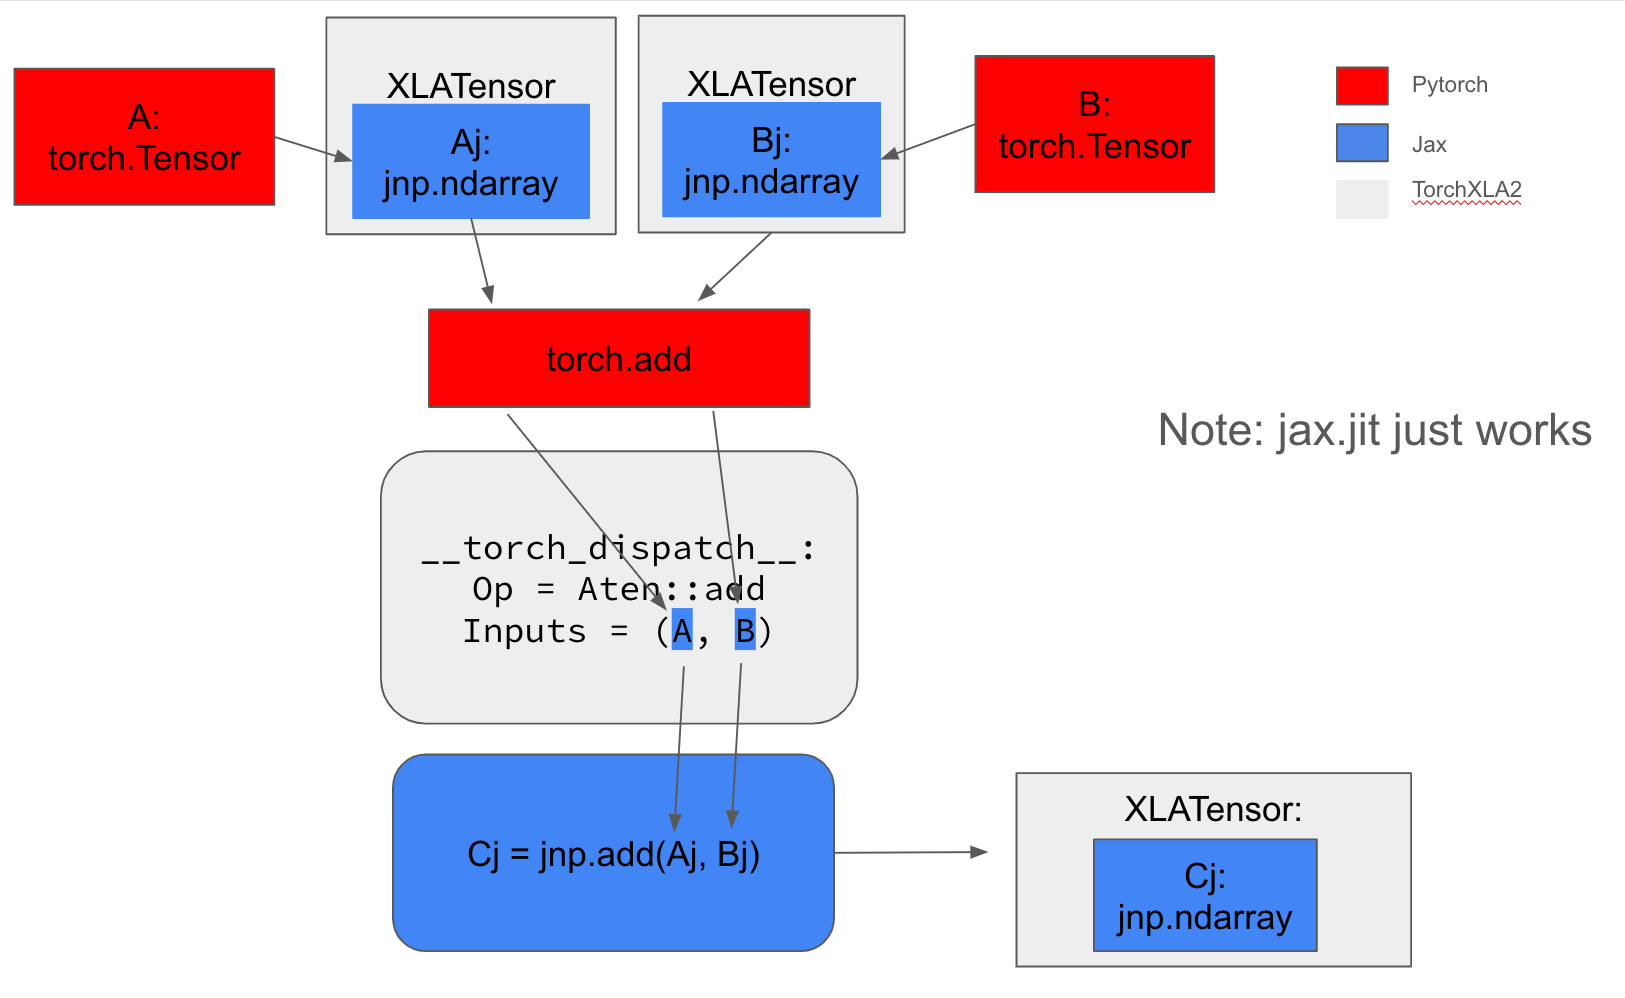 A:
torch.Tensor
XLATensor
Aj:
jnp.ndarray
XLATensor
Bj:
jnp.ndarray
B:
torch.Tensor
Pytorch
Jax
TorchXLA2
torch.add
Note: jax.jit just works
__torch_dispatch__:
Op = Aten::add
Inputs = (A, B)
Cj = jnp.add(Aj, Bj)
XLATensor:
Cj:
jnp.ndarray